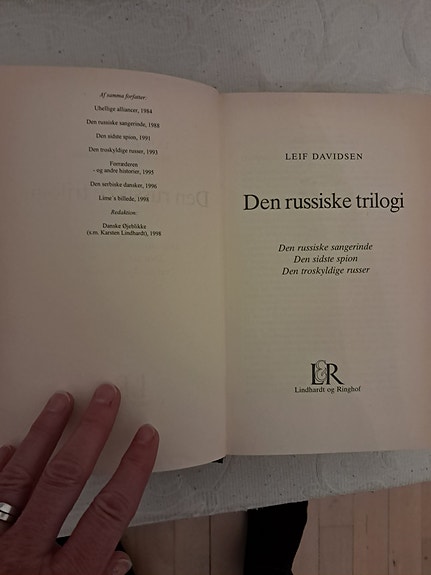 Af samme forfatter:
Uhellige alliancer, 1984
Den russiske sangerinde, 1988
Den sidste spion, 1991
Den troskyldige russer, 1993
Forræderen
- og andre historier, 1995
Den serbiske dansker, 1996
Lime's billede, 1998
Redaktion:
Danske Øjeblikke
(s.m. Karsten Lindhardt), 1998
LEIF DAVIDSEN
Den russiske trilogi
Den russiske sangerinde
Den sidste spion
Den troskyldige russer
L&R
Lindhardt og Ringhof